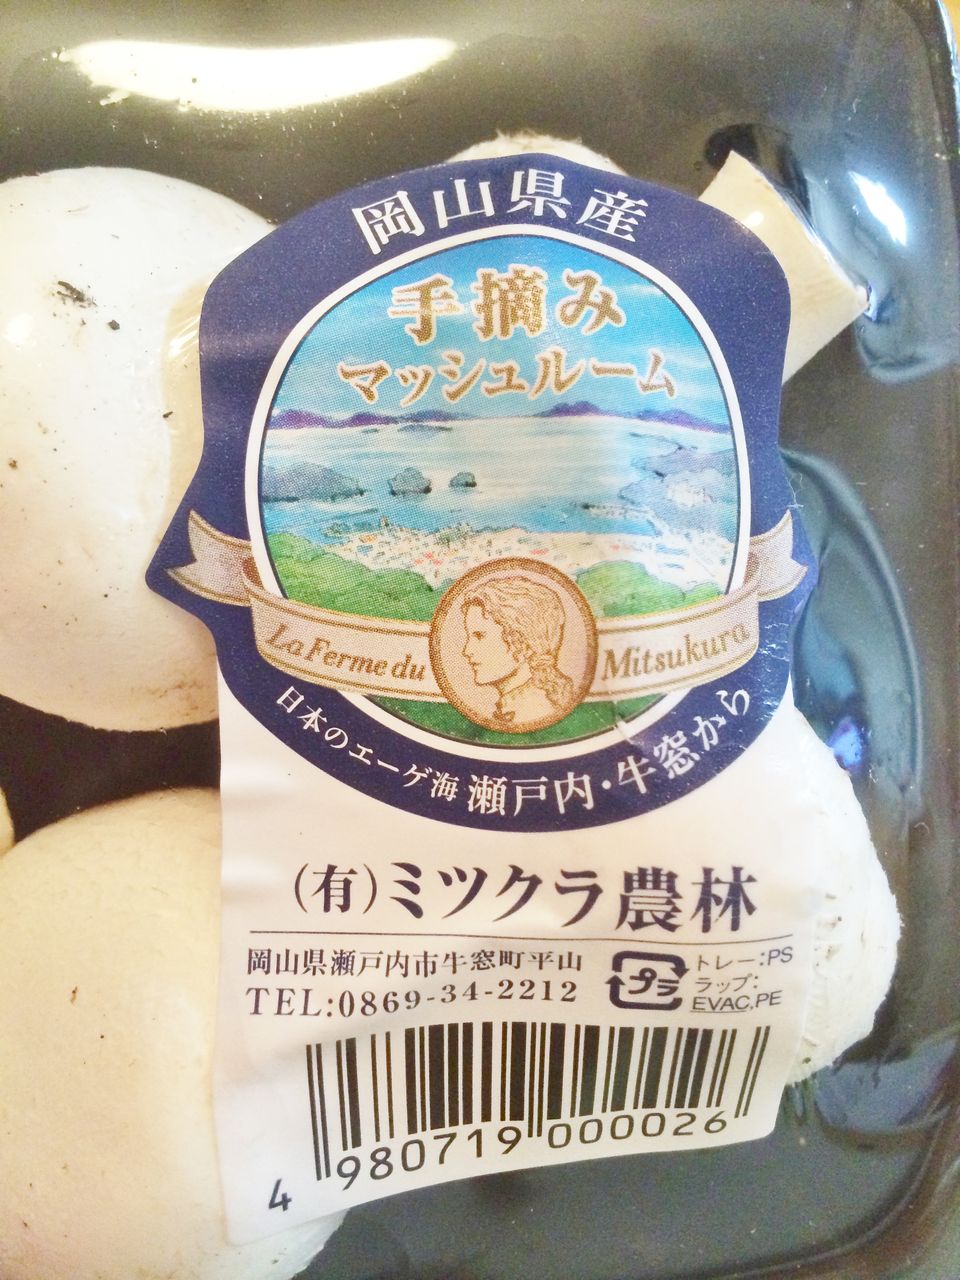 岡山県産
手摘み
マッシュルーム
La Ferme du Mitsukura
日本のエーゲ海 瀬戸内・牛窓から
(有)ミツクラ農林
岡山県瀬戸内市牛窓町平山
TEL:0869-34-2212
プラ
トレー:PS
ラップ:
EVAC,PE
4 980719 000026